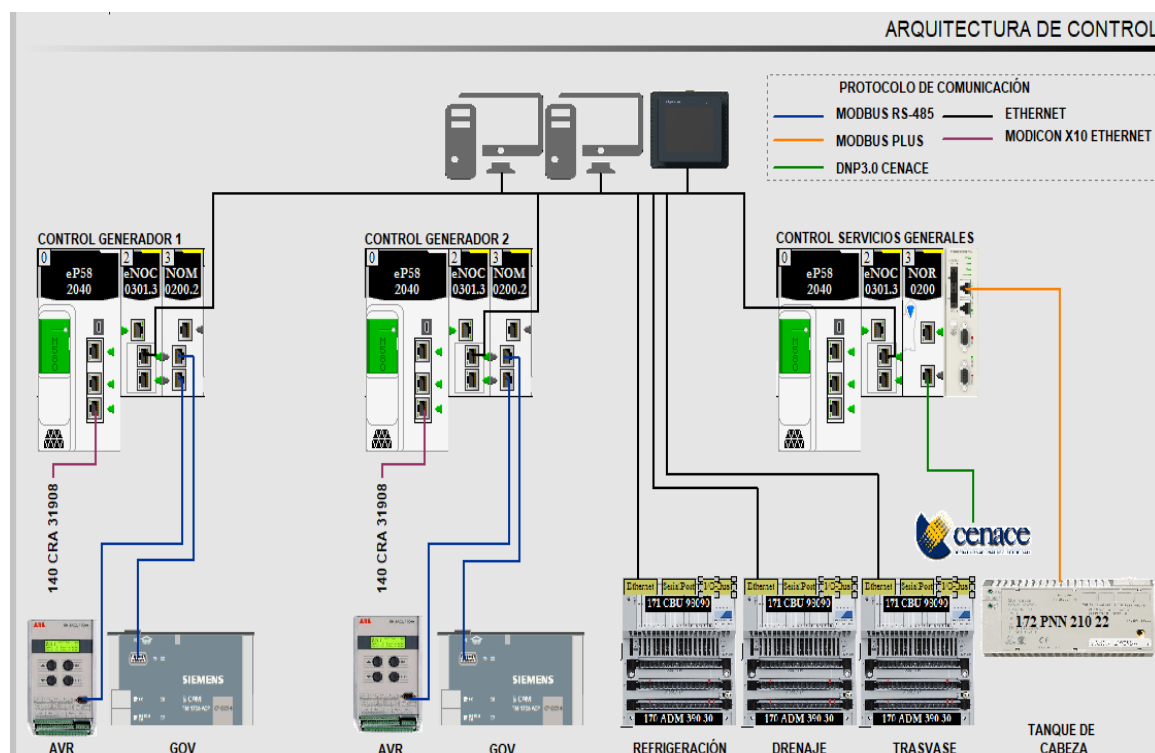 ARQUITECTURA DE CONTROL
PROTOCOLO DE COMUNICACIÓN
MODBUS RS-485
ETHERNET
MODBUS PLUS
MODICON X10 ETHERNET
DNP3.0 CENACE
CONTROL GENERADOR 1
CONTROL GENERADOR 2
CONTROL SERVICIOS GENERALES
0
2
3
eP58
2040
eNOC
0301.3
NOM
0200.2
0
2
3
eP58
2040
eNOC
0301.3
NOM
0200.2
0
2
3
eP58
2040
eNOC
0301.3
NOR
0200
140 CRA 31908
140 CRA 31908
cenace
Ethernet
Serial Port
I/O-Bus
Ethernet
Serial Port
I/O-Bus
Ethernet
Serial Port
I/O-Bus
171 CBU 98090
171 CBU 98090
171 CBU 98090
172 PNN 210 22
ABB
SIEMENS
ABB
SIEMENS
170 ADM 390 30
170 ADM 390 30
170 ADM 390 30
AVR
GOV
AVR
GOV
REFRIGERACIÓN
DRENAJE
TRASVASE
TANQUE DE
CABEZA